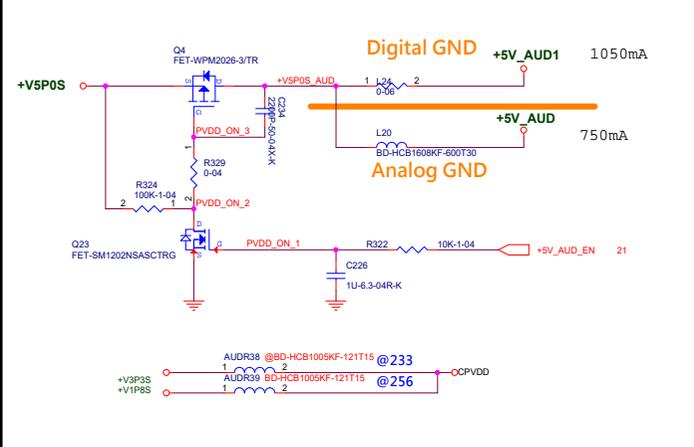 Q4
FET-WPM2026-3/TR
Digital GND
+5V_AUD1
1050mA
+V5P0S
S
D
G
+V5P0S_AUD
1
L24
2
0-06
C234
2200P-50-04X-K
+5V_AUD
750mA
PVDD_ON_3
L20
BD-HCB1608KF-600T30
1
R329
0-04
2
Analog GND
R324
100K-1-04
2
1
PVDD_ON_2
Q23
FET-SM1202NSASCTRG
D
G
S
PVDD_ON_1
R322
10K-1-04
+5V_AUD_EN
21
C226
1U-6.3-04R-K
AUDR38
@BD-HCB1005KF-121T15
@233
1
2
CPVDD
+V3P3S
AUDR39
BD-HCB1005KF-121T15
@256
+V1P8S
1
2